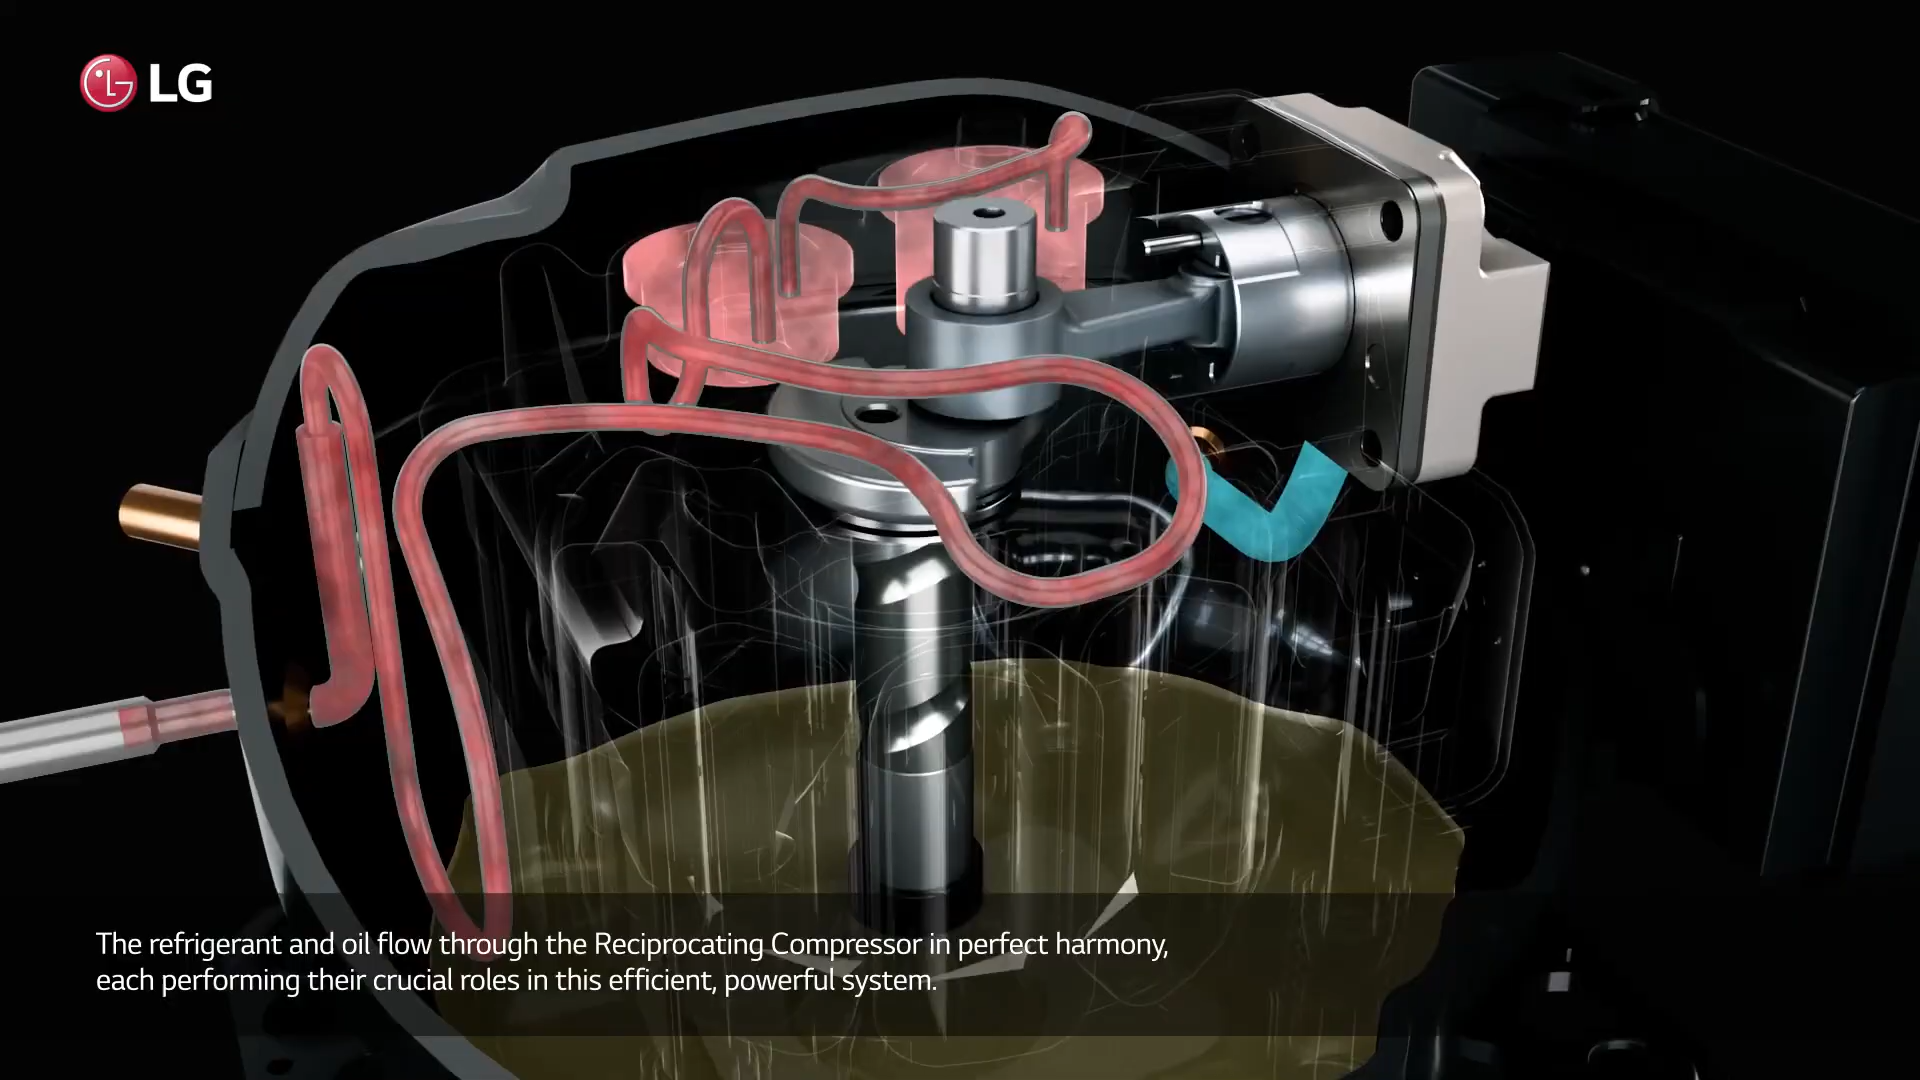 LG
The refrigerant and oil flow through the Reciprocating Compressor in perfect harmony,
each performing their crucial roles in this efficient, powerful system.